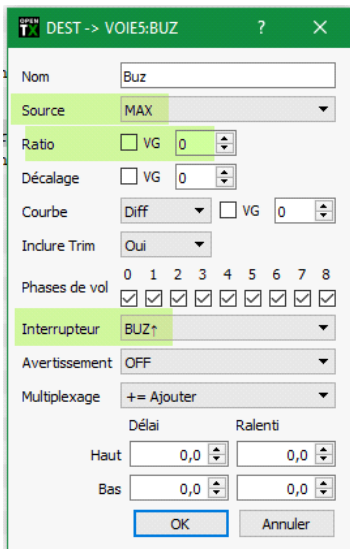 OPEN TX DEST -> VOIE5:BUZ ? ×
Nom Buz
Source MAX
Ratio VG 0
Décalage VG 0
Courbe Diff VG 0
Inclure Trim Oui
0 1 2 3 4 5 6 7 8
Phases de vol
Interrupteur BUZ↑
Avertissement OFF
Multiplexage += Ajouter
Délai Ralenti
Haut 0,0 0,0
Bas 0,0 0,0
OK Annuler